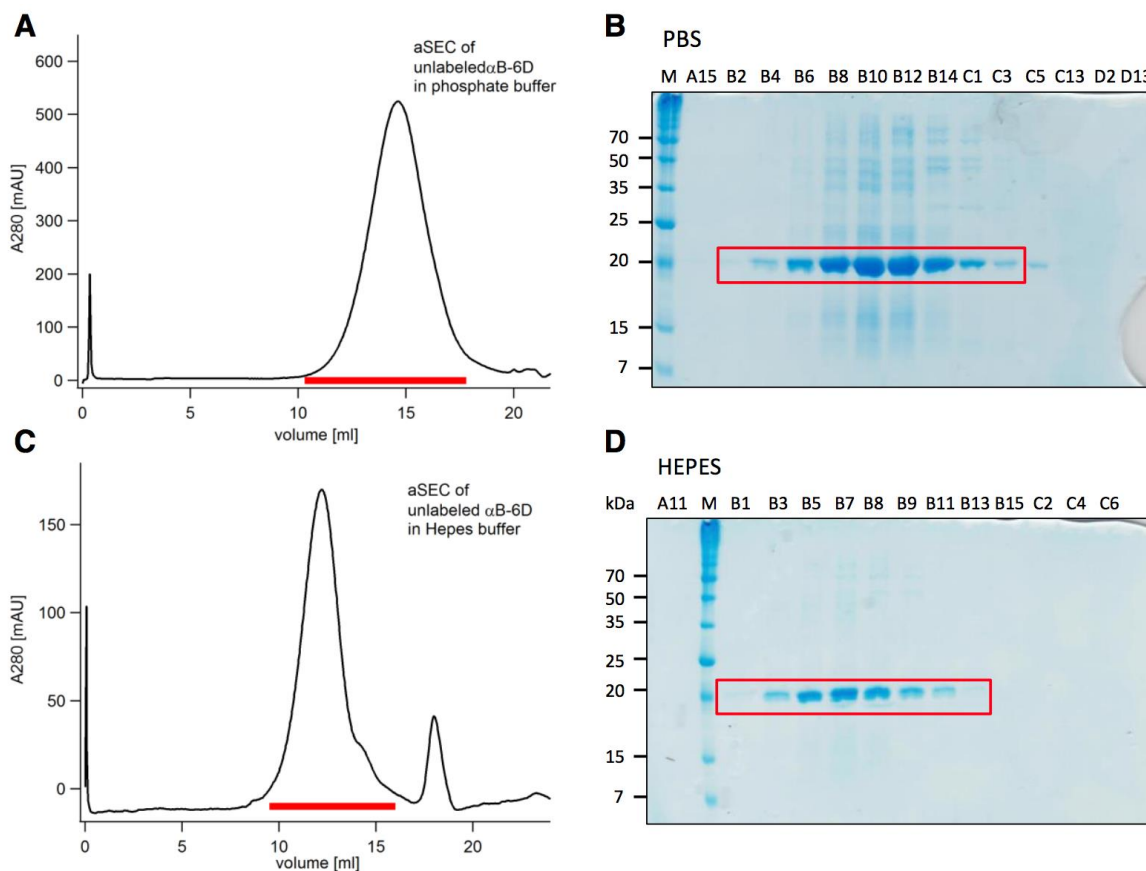 A
aSEC of
unlabeledαB-6D
in phosphate buffer
600
500
400
300
200
100
0
A280 [mAU]
0 5 10 15 20
volume [ml]
B
PBS
M A15 B2 B4 B6 B8 B10 B12 B14 C1 C3 C5 C13 D2 D13
70
50
35
25
20
15
7
C
aSEC of
unlabeled αB-6D
in Hepes buffer
150
100
50
0
A280 [mAU]
0 5 10 15 20
volume [ml]
D
HEPES
kDa A11 M B1 B3 B5 B7 B8 B9 B11 B13 B15 C2 C4 C6
70
50
35
25
20
15
7